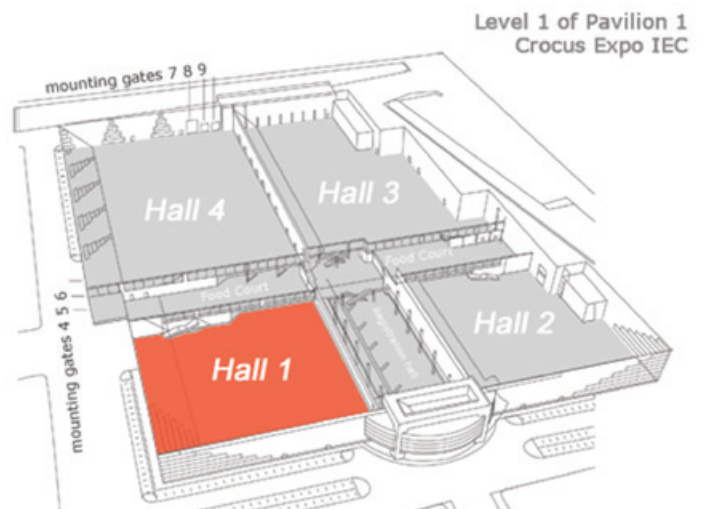 Level 1 of Pavilion 1
Crocus Expo IEC
mounting gates 7 8 9
Hall 4
Hall 3
Food Court
Food Court
mounting gates 4 5 6
Hall 1
Registration hall
Hall 2